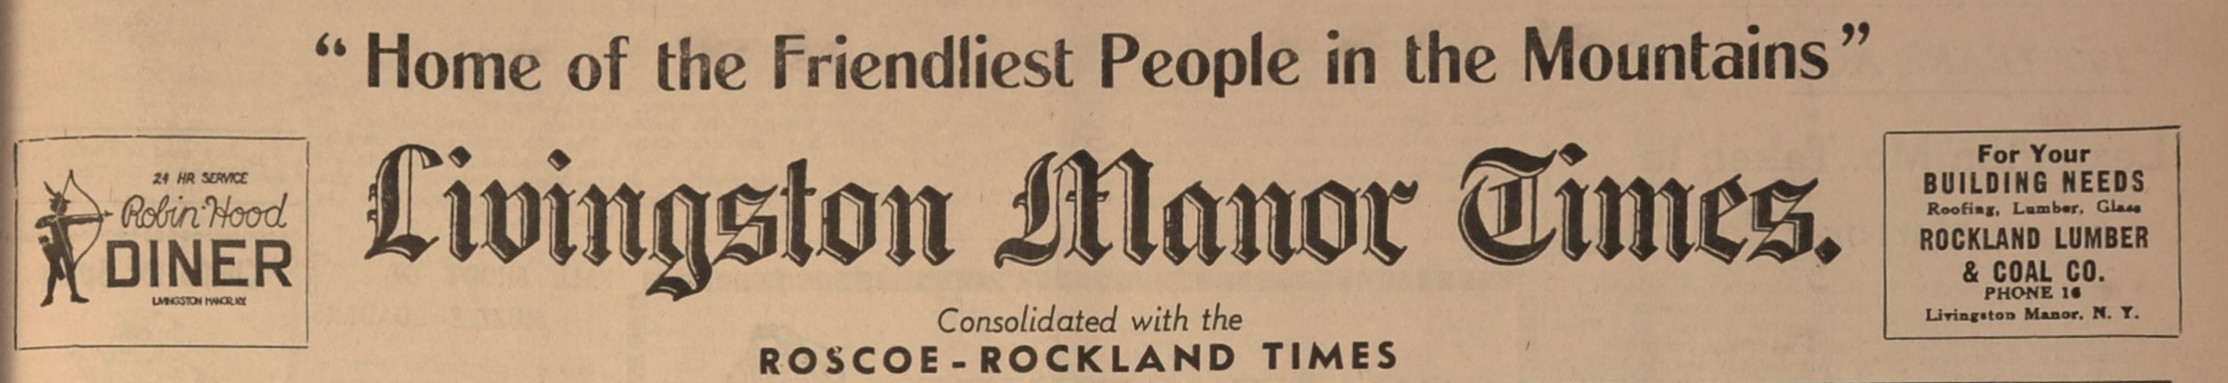 “Home of the Friendliest People in the Mountains”
24 HR SERVICE
Robin Hood
DINER
LIVINGSTON MANOR, N.Y.
Livingston Manor Times.
Consolidated with the
ROSCOE-ROCKLAND TIMES
For Your
BUILDING NEEDS
Roofing, Lumber, Glass
ROCKLAND LUMBER
& COAL CO.
PHONE 16
Livingston Manor, N. Y.